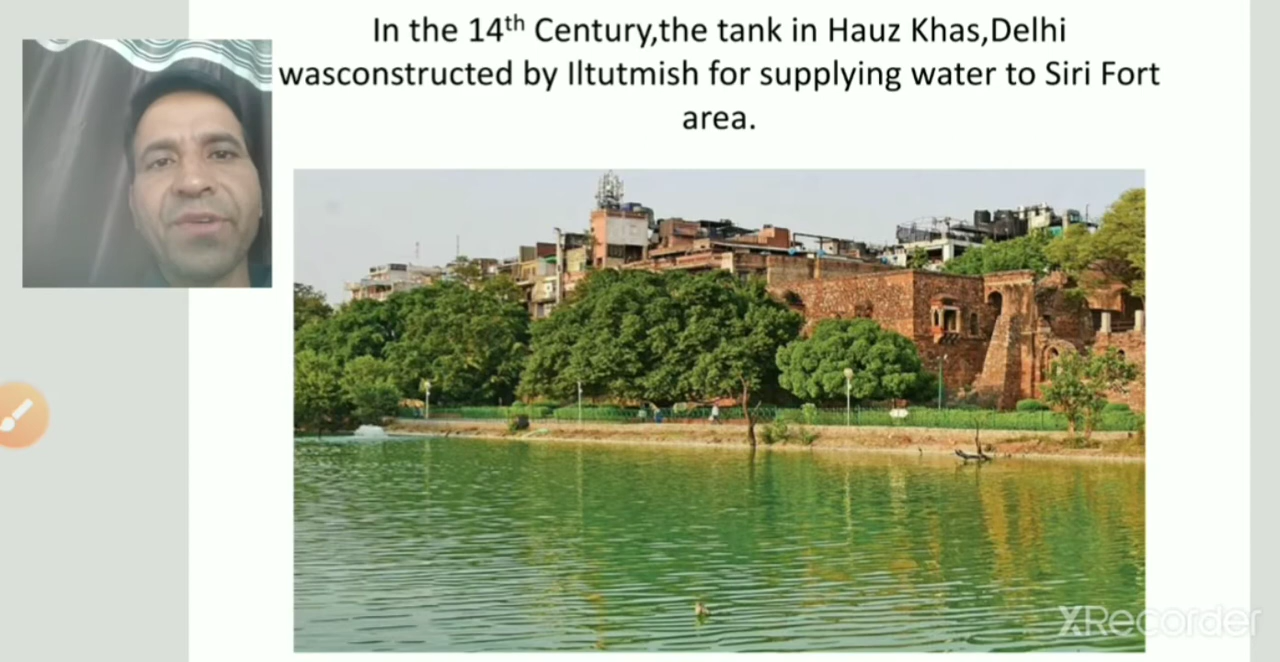 In the 14th Century,the tank in Hauz Khas,Delhi
wasconstructed by Iltutmish for supplying water to Siri Fort
area.
XRecorder